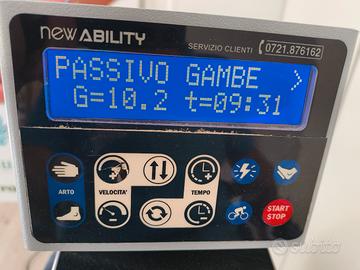 new ABILITY
SERVIZIO CLIENTI 0721.876162
PASSIVO GAMBE >
G=10.2 t=09:31
ARTO VELOCITA' TEMPO
START
STOP
subito